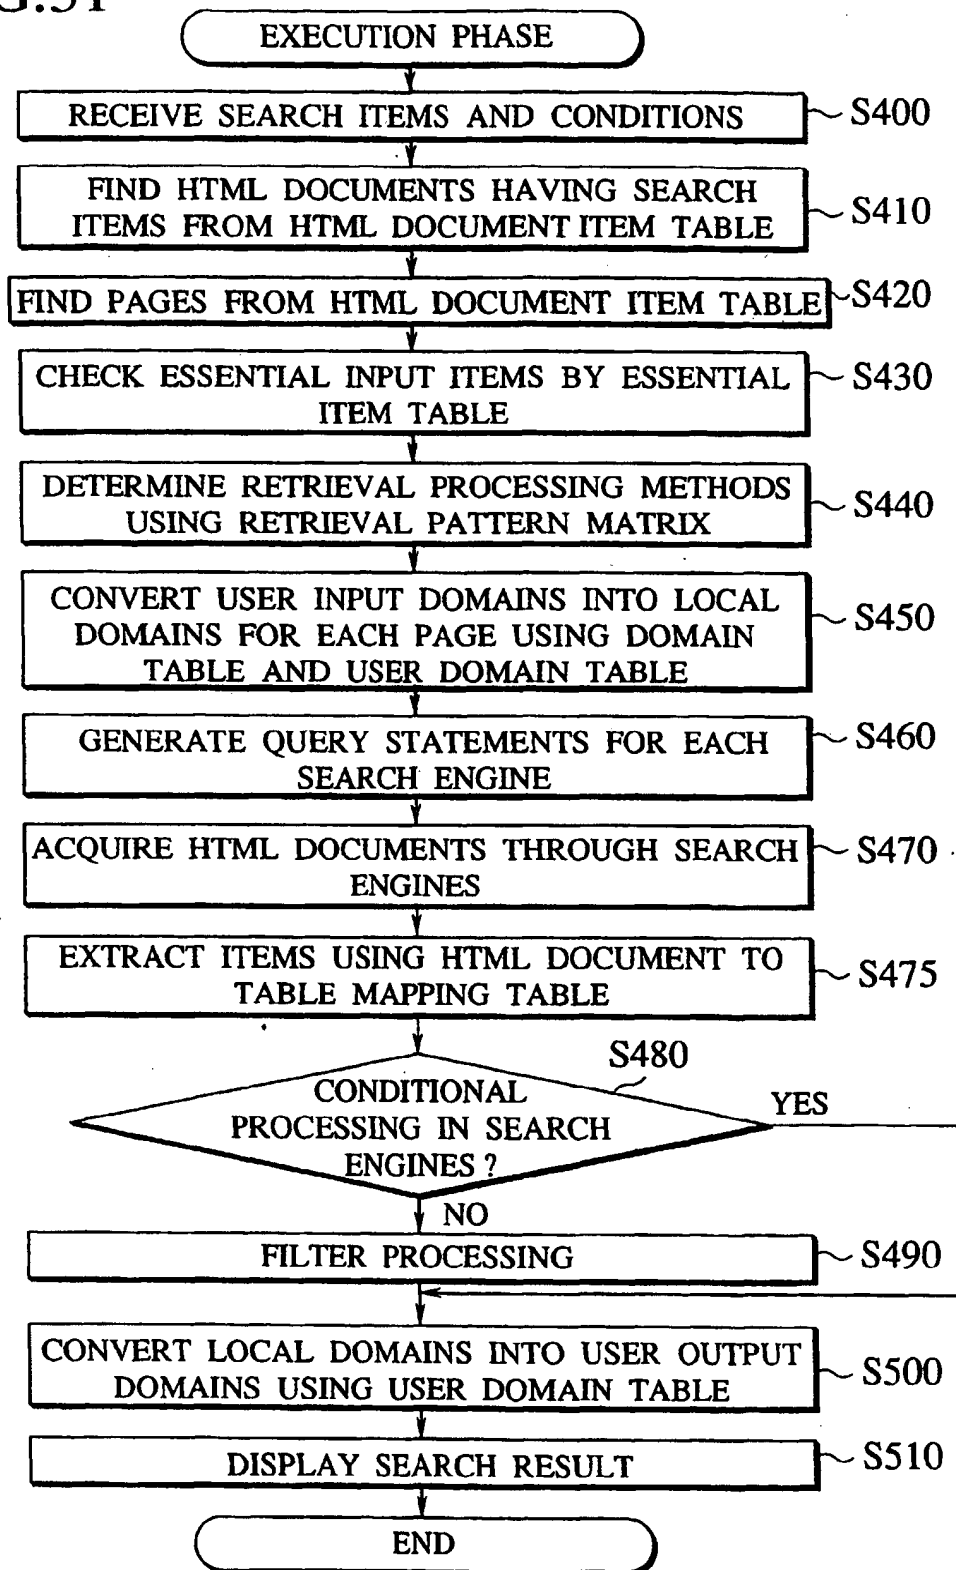 G.31
EXECUTION PHASE
RECEIVE SEARCH ITEMS AND CONDITIONS
S400
FIND HTML DOCUMENTS HAVING SEARCH
ITEMS FROM HTML DOCUMENT ITEM TABLE
S410
FIND PAGES FROM HTML DOCUMENT ITEM TABLE
S420
CHECK ESSENTIAL INPUT ITEMS BY ESSENTIAL
ITEM TABLE
S430
DETERMINE RETRIEVAL PROCESSING METHODS
USING RETRIEVAL PATTERN MATRIX
S440
CONVERT USER INPUT DOMAINS INTO LOCAL
DOMAINS FOR EACH PAGE USING DOMAIN
TABLE AND USER DOMAIN TABLE
S450
GENERATE QUERY STATEMENTS FOR EACH
SEARCH ENGINE
S460
ACQUIRE HTML DOCUMENTS THROUGH SEARCH
ENGINES
S470
EXTRACT ITEMS USING HTML DOCUMENT TO
TABLE MAPPING TABLE
S475
S480
CONDITIONAL
PROCESSING IN SEARCH
ENGINES ?
YES
NO
FILTER PROCESSING
S490
CONVERT LOCAL DOMAINS INTO USER OUTPUT
DOMAINS USING USER DOMAIN TABLE
S500
DISPLAY SEARCH RESULT
S510
END